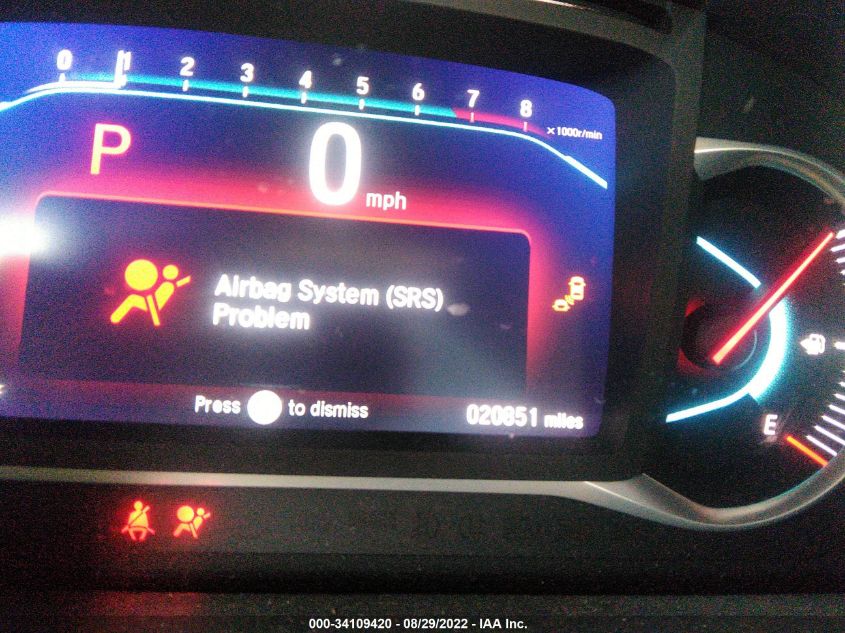 0 1 2 3 4 5 6 7 8
x1000r/min
P
0 mph
Airbag System (SRS)
Problem
Press to dismiss
020851 miles
E
000-34109420 - 08/29/2022 - IAA Inc.